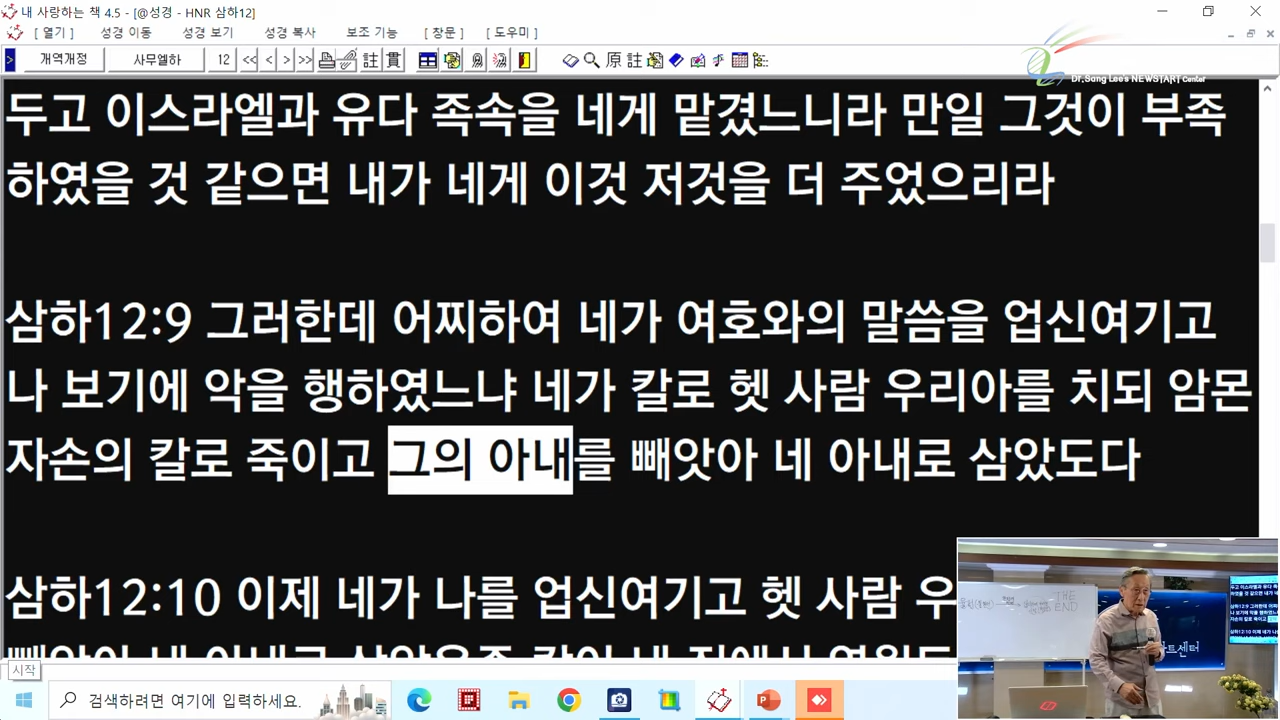 내 사랑하는 책 4.5 - [@성경 - HNR 삼하12]
[ 열기 ] 성경 이동 성경 보기 성경 복사 보조 기능 [ 창문 ] [ 도우미 ]
개역개정 사무엘하 12 << < > >> 註 貫 原 註
Dr. Sang Lee's NEWSTART Center
두고 이스라엘과 유다 족속을 네게 맡겼느니라 만일 그것이 부족
하였을 것 같으면 내가 네게 이것 저것을 더 주었으리라
삼하12:9 그러한데 어찌하여 네가 여호와의 말씀을 업신여기고
나 보기에 악을 행하였느냐 네가 칼로 헷 사람 우리아를 치되 암몬
자손의 칼로 죽이고 그의 아내를 빼앗아 네 아내로 삼았도다
삼하12:10 이제 네가 나를 업신여기고 헷 사람 우
THE
END
트센터
시작
검색하려면 여기에 입력하세요.